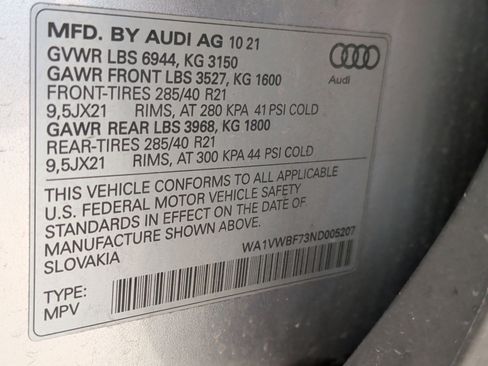 MFD. BY AUDI AG 10 21
GVWR LBS 6944, KG 3150
GAWR FRONT LBS 3527, KG 1600
FRONT-TIRES 285/40 R21
9,5JX21 RIMS, AT 280 KPA 41 PSI COLD
GAWR REAR LBS 3968, KG 1800
REAR-TIRES 285/40 R21
9,5JX21 RIMS, AT 300 KPA 44 PSI COLD
Audi
THIS VEHICLE CONFORMS TO ALL APPLICABLE
U.S. FEDERAL MOTOR VEHICLE SAFETY
STANDARDS IN EFFECT ON THE DATE OF
MANUFACTURE SHOWN ABOVE.
SLOVAKIA
WA1VWBF73ND005207
TYPE:
MPV